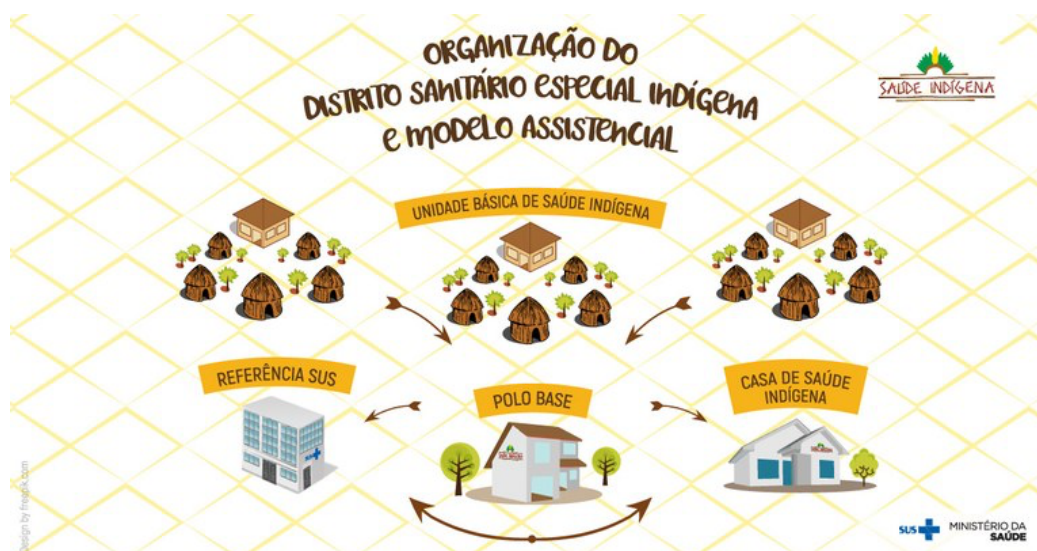 ORGANIZAÇÃO DO
DISTRITO SANITÁRIO ESPECIAL INDÍGENA
E MODELO ASSISTENCIAL
SAÚDE INDÍGENA
UNIDADE BÁSICA DE SAÚDE INDÍGENA
REFERÊNCIA SUS
POLO BASE
CASA DE SAÚDE
INDÍGENA
Design by freepik.com
SUS
MINISTÉRIO DA
SAÚDE